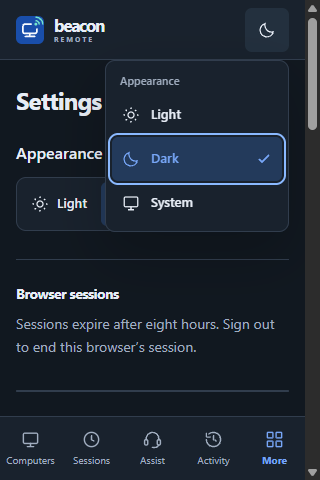 beacon
REMOTE
Appearance
Light
Dark
System
Settings
Appearance
Light
Browser sessions
Sessions expire after eight hours. Sign out
to end this browser’s session.
Computers
Sessions
Assist
Activity
More